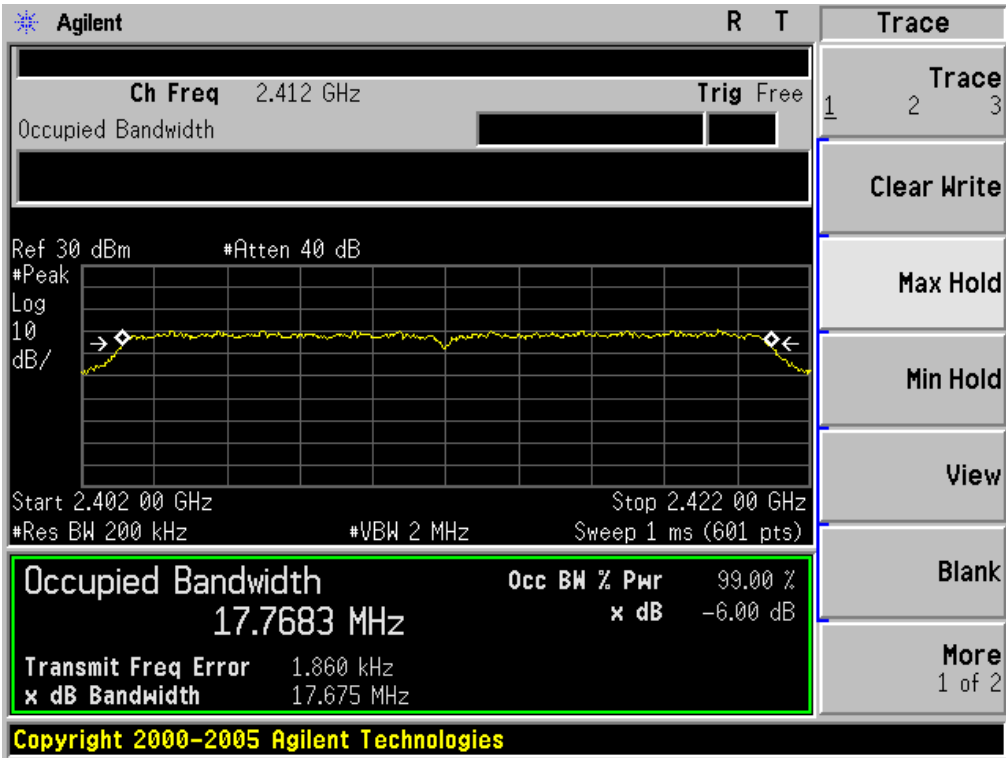 Agilent R T Trace
Ch Freq 2.412 GHz Trig Free
Occupied Bandwidth
Trace
1 2 3
Clear Write
Max Hold
Min Hold
View
Blank
More
1 of 2
Ref 30 dBm #Atten 40 dB
#Peak
Log
10
dB/
Start 2.402 00 GHz Stop 2.422 00 GHz
#Res BW 200 kHz #VBW 2 MHz Sweep 1 ms (601 pts)
Occupied Bandwidth Occ BW % Pwr 99.00 %
17.7683 MHz x dB -6.00 dB
Transmit Freq Error 1.860 kHz
x dB Bandwidth 17.675 MHz
Copyright 2000-2005 Agilent Technologies